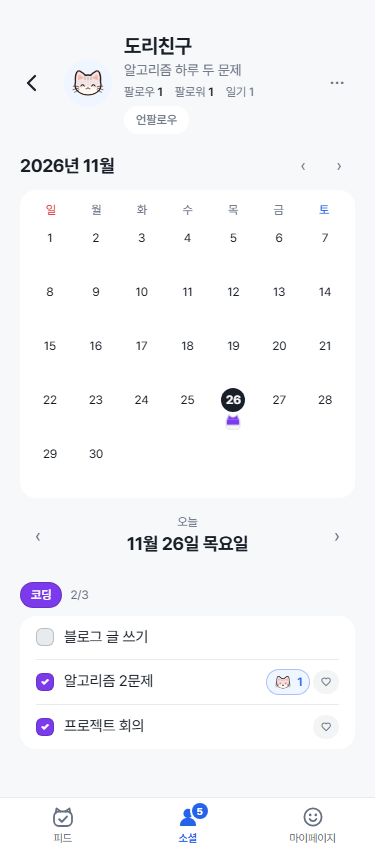 도리친구
알고리즘 하루 두 문제
팔로우 1 팔로워 1 일기 1
언팔로우
2026년 11월
일 월 화 수 목 금 토
1 2 3 4 5 6 7
8 9 10 11 12 13 14
15 16 17 18 19 20 21
22 23 24 25 26 27 28
29 30
오늘
11월 26일 목요일
코딩 2/3
블로그 글 쓰기
알고리즘 2문제 1
프로젝트 회의
5
피드 소셜 마이페이지